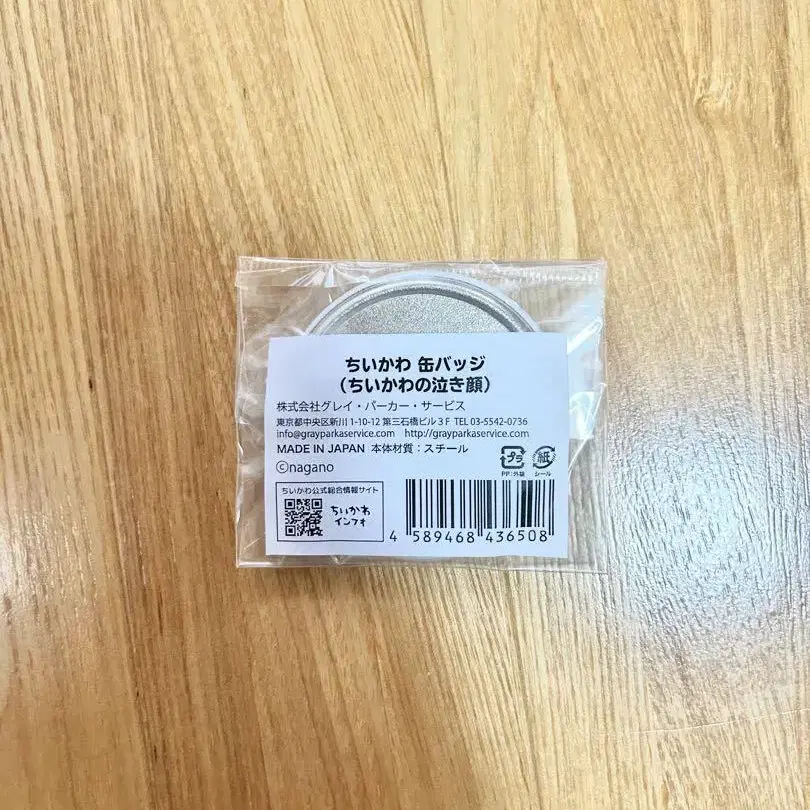 ちいかわ 缶バッジ
（ちいかわの泣き顔）
株式会社グレイ・パーカー・サービス
東京都中央区新川 1-10-12 第三石橋ビル３Ｆ TEL 03-5542-0736
info@grayparkaservice.com http://grayparkaservice.com
MADE IN JAPAN 本体材質：スチール
プラ 紙
PP：外袋 シール
©nagano
ちいかわ公式総合情報サイト
ちいかわ
インフォ
4 589468 436508